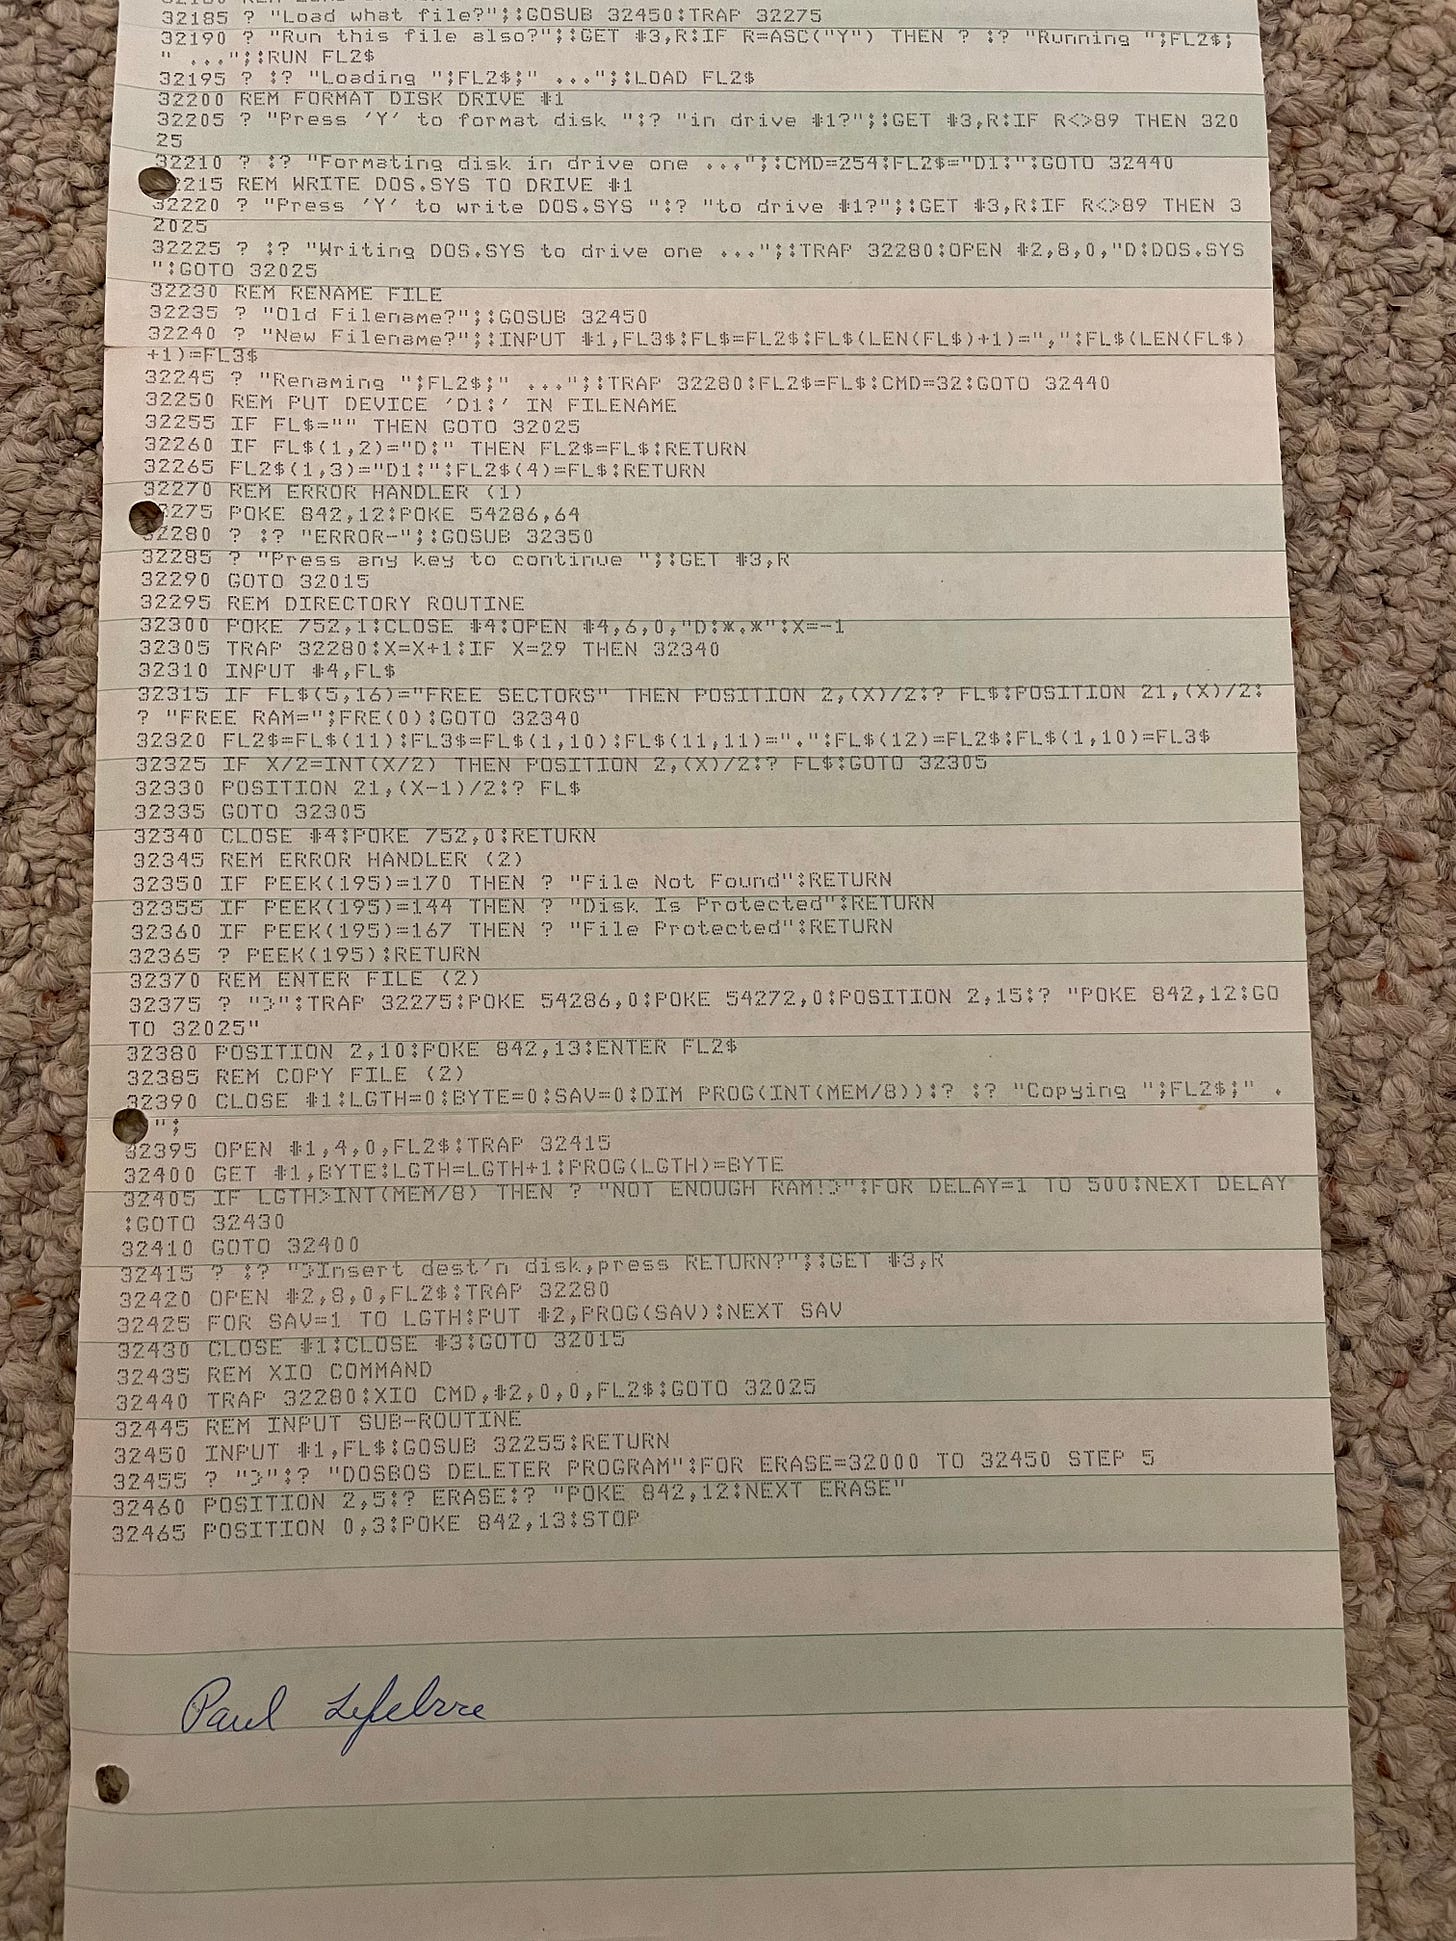 32185 ? "Load what file?";:GOSUB 32450:TRAP 32275
32190 ? "Run this file also?";:GET #3,R:IF R=ASC("Y") THEN ? :? "Running ";FL2$;
" ...";:RUN FL2$
32195 ? :? "Loading ";FL2$;" ...";:LOAD FL2$
32200 REM FORMAT DISK DRIVE #1
32205 ? "Press 'Y' to format disk ":? "in drive #1?";:GET #3,R:IF R<>89 THEN 320
25
32210 ? :? "Formating disk in drive one ...";:CMD=254:FL2$="D1:":GOTO 32440
2215 REM WRITE DOS.SYS TO DRIVE #1
32220 ? "Press 'Y' to write DOS.SYS ":? "to drive #1?";:GET #3,R:IF R<>89 THEN 3
2025
32225 ? :? "Writing DOS.SYS to drive one ...";:TRAP 32280:OPEN #2,8,0,"D:DOS.SYS
":GOTO 32025
32230 REM RENAME FILE
32235 ? "Old Filename?";:GOSUB 32450
32240 ? "New Filename?";:INPUT #1,FL3$:FL$=FL2$:FL$(LEN(FL$)+1)=",":FL$(LEN(FL$)
+1)=FL3$
32245 ? "Renaming ";FL2$;" ...";:TRAP 32280:FL2$=FL$:CMD=32:GOTO 32440
32250 REM PUT DEVICE 'D1:' IN FILENAME
32255 IF FL$="" THEN GOTO 32025
32260 IF FL$(1,2)="D:" THEN FL2$=FL$:RETURN
32265 FL2$(1,3)="D1:":FL2$(4)=FL$:RETURN
32270 REM ERROR HANDLER (1)
3275 POKE 842,12:POKE 54286,64
32280 ? :? "ERROR-";:GOSUB 32350
32285 ? "Press any key to continue ";:GET #3,R
32290 GOTO 32015
32295 REM DIRECTORY ROUTINE
32300 POKE 752,1:CLOSE #4:OPEN #4,6,0,"D:*.*":X=-1
32305 TRAP 32280:X=X+1:IF X=29 THEN 32340
32310 INPUT #4,FL$
32315 IF FL$(5,16)="FREE SECTORS" THEN POSITION 2,(X)/2:? FL$:POSITION 21,(X)/2:
? "FREE RAM=";FRE(0):GOTO 32340
32320 FL2$=FL$(11):FL3$=FL$(1,10):FL$(11,11)=".":FL$(12)=FL2$:FL$(1,10)=FL3$
32325 IF X/2=INT(X/2) THEN POSITION 2,(X)/2:? FL$:GOTO 32305
32330 POSITION 21,(X-1)/2:? FL$
32335 GOTO 32305
32340 CLOSE #4:POKE 752,0:RETURN
32345 REM ERROR HANDLER (2)
32350 IF PEEK(195)=170 THEN ? "File Not Found":RETURN
32355 IF PEEK(195)=144 THEN ? "Disk Is Protected":RETURN
32360 IF PEEK(195)=167 THEN ? "File Protected":RETURN
32365 ? PEEK(195):RETURN
32370 REM ENTER FILE (2)
32375 ? "}":TRAP 32275:POKE 54286,0:POKE 54272,0:POSITION 2,15:? "POKE 842,12:GO
TO 32025"
32380 POSITION 2,10:POKE 842,13:ENTER FL2$
32385 REM COPY FILE (2)
32390 CLOSE #1:LGTH=0:BYTE=0:SAV=0:DIM PROG(INT(MEM/8)):? :? "Copying ";FL2$;" .
";
32395 OPEN #1,4,0,FL2$:TRAP 32415
32400 GET #1,BYTE:LGTH=LGTH+1:PROG(LGTH)=BYTE
32405 IF LGTH>INT(MEM/8) THEN ? "NOT ENOUGH RAM!}":FOR DELAY=1 TO 500:NEXT DELAY
:GOTO 32430
32410 GOTO 32400
32415 ? :? "}Insert dest'n disk,press RETURN?";:GET #3,R
32420 OPEN #2,8,0,FL2$:TRAP 32280
32425 FOR SAV=1 TO LGTH:PUT #2,PROG(SAV):NEXT SAV
32430 CLOSE #1:CLOSE #3:GOTO 32015
32435 REM XIO COMMAND
32440 TRAP 32280:XIO CMD,#2,0,0,FL2$:GOTO 32025
32445 REM INPUT SUB-ROUTINE
32450 INPUT #1,FL$:GOSUB 32255:RETURN
32455 ? "}":? "DOSBOS DELETER PROGRAM":FOR ERASE=32000 TO 32450 STEP 5
32460 POSITION 2,5:? ERASE:? "POKE 842,12:NEXT ERASE"
32465 POSITION 0,3:POKE 842,13:STOP
Paul Lefebvre